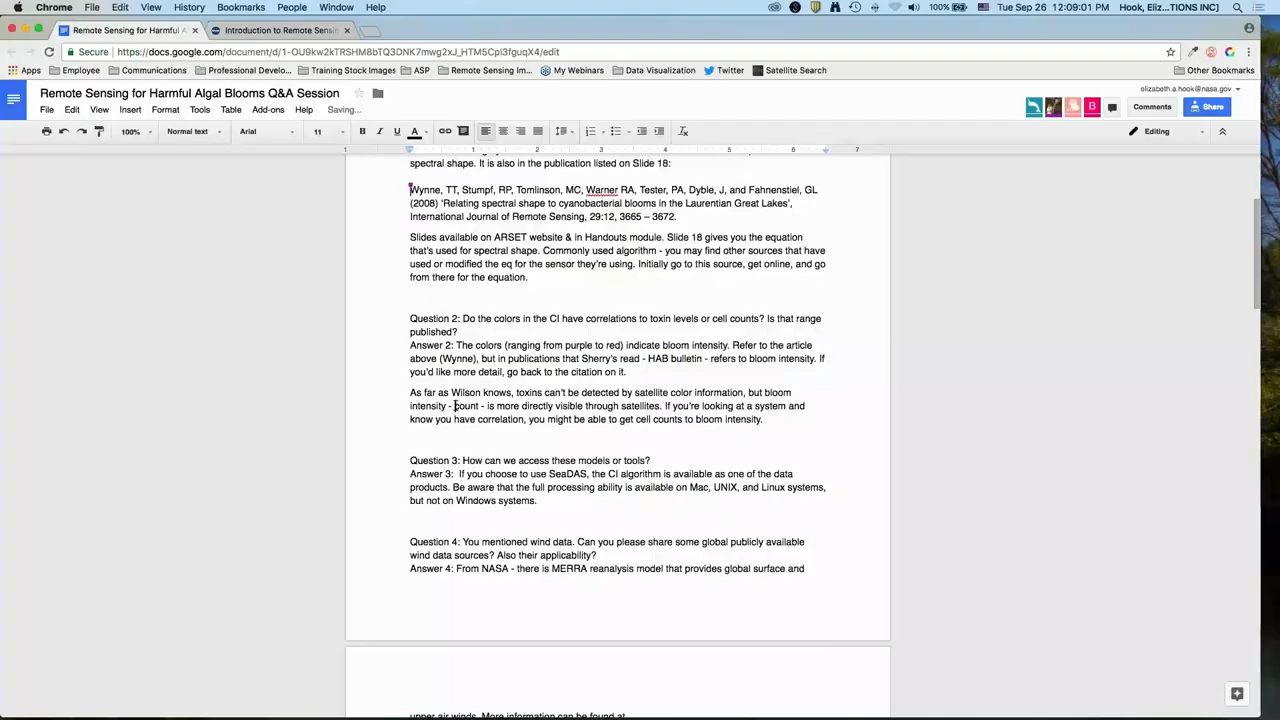 Chrome File Edit View History Bookmarks People Window Help 100% Tue Sep 26 12:09:01 PM Hook, Eliz...TIONS INC]
Remote Sensing for Harmful A Introduction to Remote Sensin
Secure https://docs.google.com/document/d/1-OU9kw2kTRSHM8bTQ3DNK7mwg2xJ_HTM5Cpl3fguqX4/edit
Apps Employee Communications Professional Develo... Training Stock Images ASP Remote Sensing Im... My Webinars Data Visualization Twitter Satellite Search Other Bookmarks
Remote Sensing for Harmful Algal Blooms Q&A Session elizabeth.a.hook@nasa.gov
File Edit View Insert Format Tools Table Add-ons Help Saving... B Comments Share
100% Normal text Arial 11 B I U A Editing
1 1 2 3 4 5 6 7
spectral shape. It is also in the publication listed on Slide 18:
Wynne, TT, Stumpf, RP, Tomlinson, MC, Warner RA, Tester, PA, Dyble, J, and Fahnenstiel, GL
(2008) ‘Relating spectral shape to cyanobacterial blooms in the Laurentian Great Lakes’,
International Journal of Remote Sensing, 29:12, 3665 – 3672.
Slides available on ARSET website & in Handouts module. Slide 18 gives you the equation
that's used for spectral shape. Commonly used algorithm - you may find other sources that have
used or modified the eq for the sensor they're using. Initially go to this source, get online, and go
from there for the equation.
Question 2: Do the colors in the CI have correlations to toxin levels or cell counts? Is that range
published?
Answer 2: The colors (ranging from purple to red) indicate bloom intensity. Refer to the article
above (Wynne), but in publications that Sherry's read - HAB bulletin - refers to bloom intensity. If
you'd like more detail, go back to the citation on it.
As far as Wilson knows, toxins can't be detected by satellite color information, but bloom
intensity - count - is more directly visible through satellites. If you're looking at a system and
know you have correlation, you might be able to get cell counts to bloom intensity.
Question 3: How can we access these models or tools?
Answer 3: If you choose to use SeaDAS, the CI algorithm is available as one of the data
products. Be aware that the full processing ability is available on Mac, UNIX, and Linux systems,
but not on Windows systems.
Question 4: You mentioned wind data. Can you please share some global publicly available
wind data sources? Also their applicability?
Answer 4: From NASA - there is MERRA reanalysis model that provides global surface and
upper air winds. More information can be found at